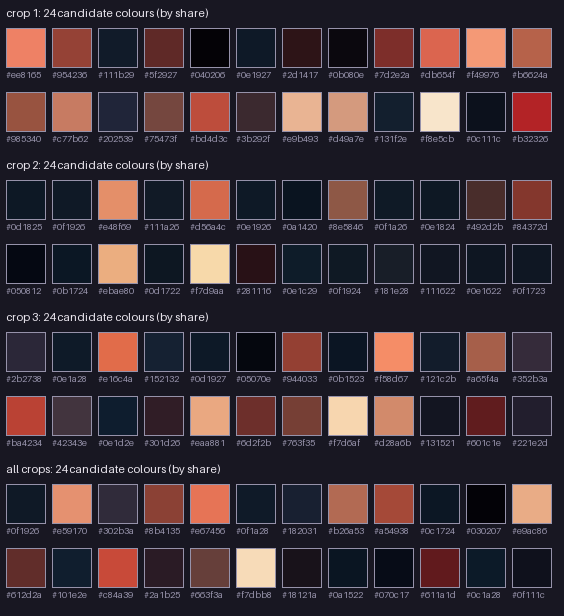 crop 1: 24 candidate colours (by share)
#ee8165 #954236 #111b29 #5f2927 #040206 #0e1927 #2d1417 #0b080e #7d2e2a #db654f #f49976 #b6624a
#985340 #c77b62 #202539 #75473f #bd4d3c #3b292f #e9b493 #d49a7e #131f2e #f8e5cb #0c111c #b32326
crop 2: 24 candidate colours (by share)
#0d1825 #0f1926 #e48f69 #111a26 #d56a4c #0e1926 #0a1420 #8e5846 #0f1a26 #0e1824 #492d2b #84372d
#050812 #0b1724 #ebae80 #0d1722 #f7d9aa #281116 #0e1c29 #0f1924 #181e28 #111622 #0e1622 #0f1723
crop 3: 24 candidate colours (by share)
#2b2738 #0e1a28 #e16c4a #152132 #0d1927 #05070e #944033 #0b1523 #f58d67 #121c2b #a65f4a #352b3a
#ba4234 #42343e #0e1d2e #301d26 #eaa881 #6d2f2b #763f35 #f7d6af #d28a6b #131521 #601c1e #221e2d
all crops: 24 candidate colours (by share)
#0f1926 #e59170 #302b3a #8b4135 #e67456 #0f1a28 #182031 #b26a53 #a54938 #0c1724 #030207 #e9ac86
#612d2a #101e2e #c84a39 #2a1b25 #663f3a #f7dbb8 #18121a #0a1522 #070c17 #611a1d #0c1a28 #0f111c